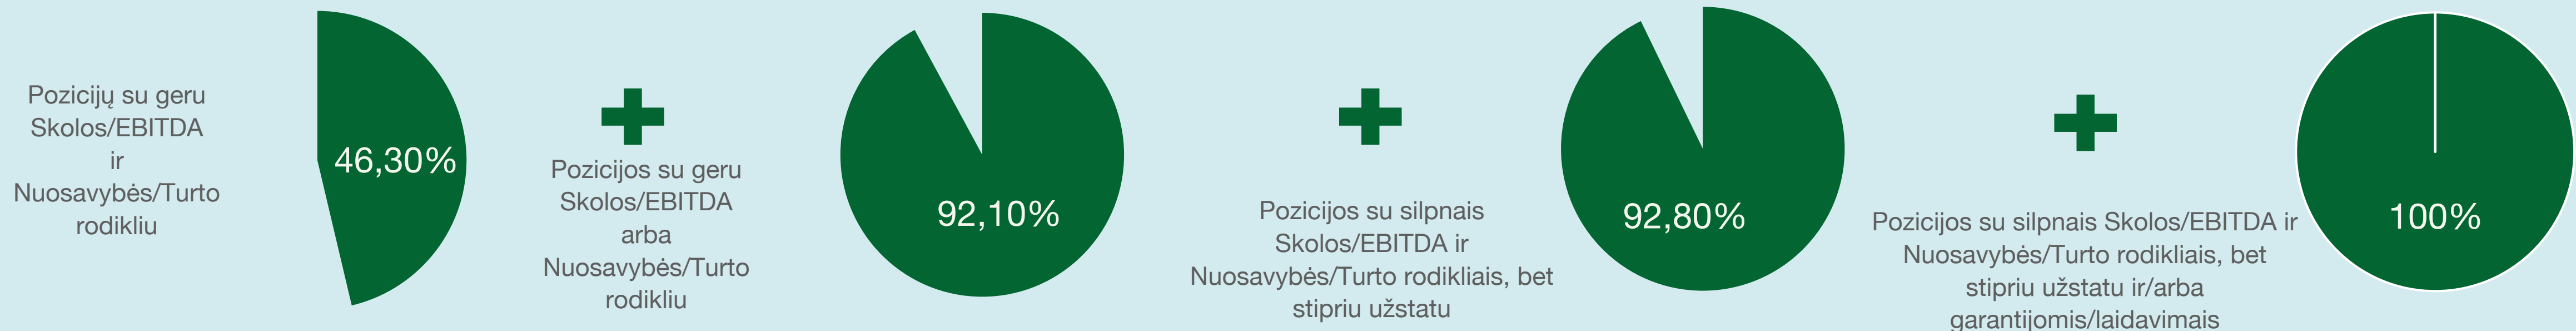 Pozicijų su geru
Skolos/EBITDA
ir
Nuosavybės/Turto
rodikliu
46,30%
Pozicijos su geru
Skolos/EBITDA
arba
Nuosavybės/Turto
rodikliu
92,10%
Pozicijos su silpnais
Skolos/EBITDA ir
Nuosavybės/Turto rodikliais, bet
stipriu užstatu
92,80%
Pozicijos su silpnais Skolos/EBITDA ir
Nuosavybės/Turto rodikliais, bet
stipriu užstatu ir/arba
garantijomis/laidavimais
100%